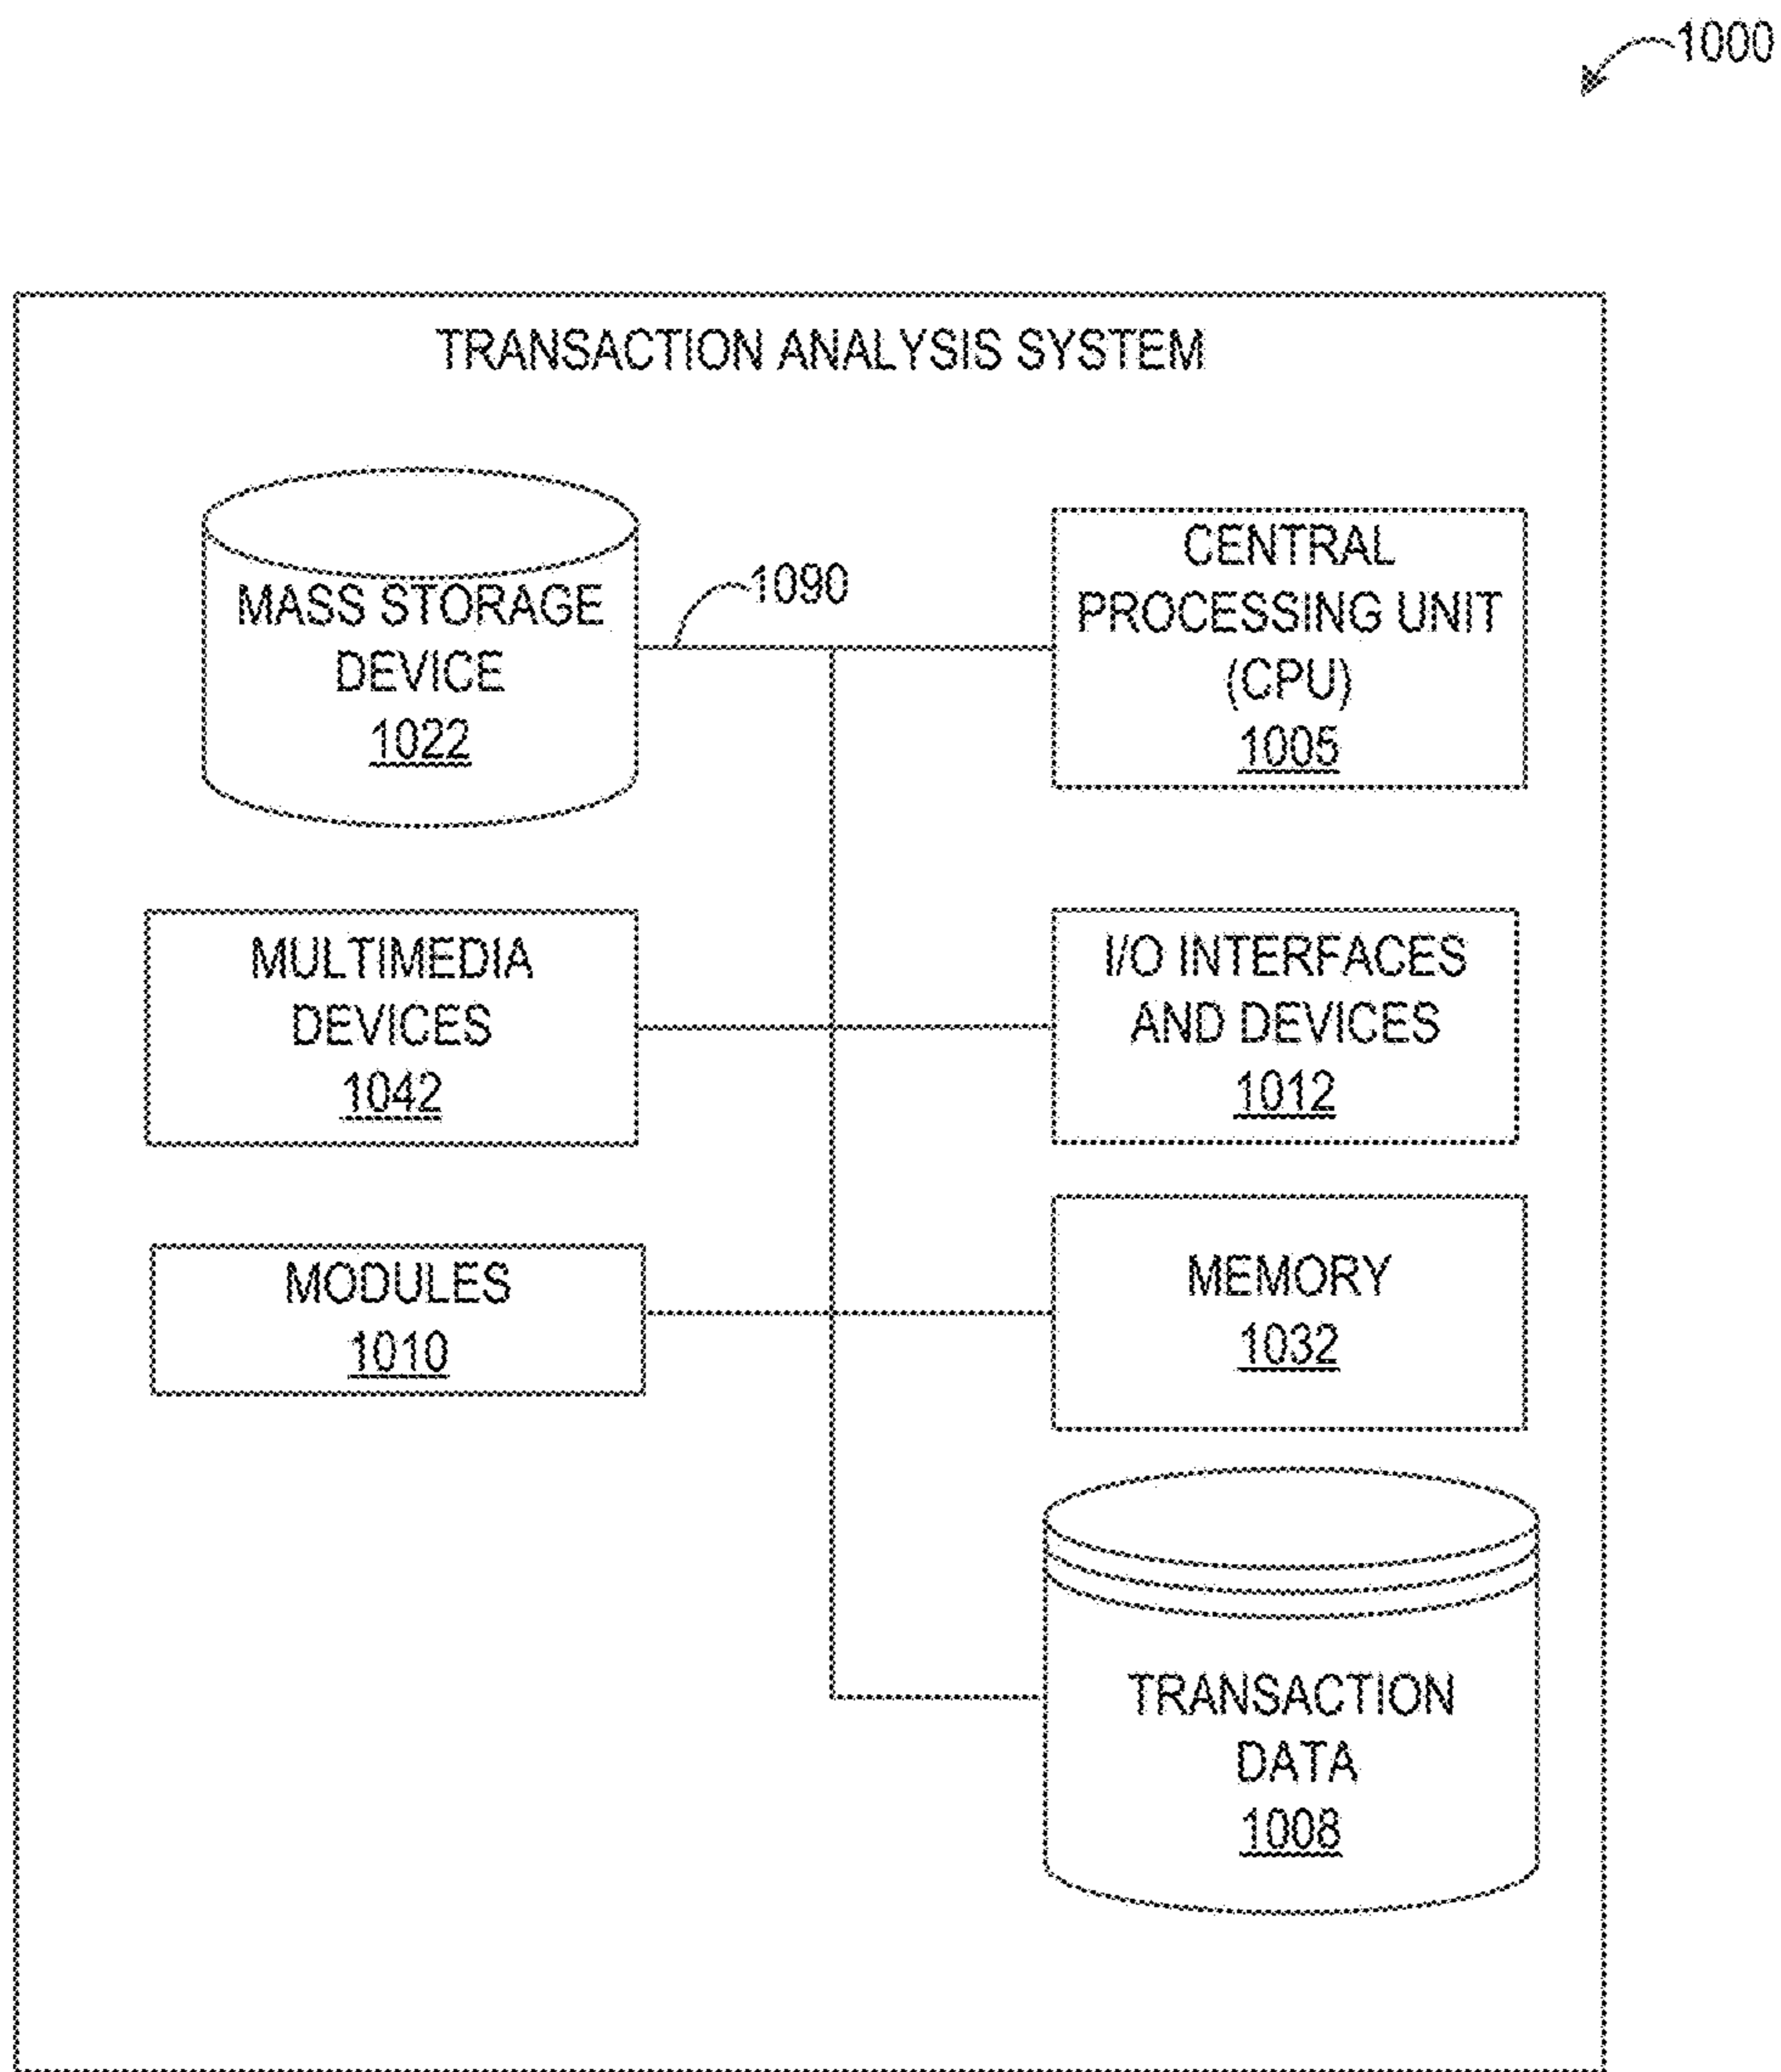 1000
TRANSACTION ANALYSIS SYSTEM
MASS STORAGE
DEVICE
1022
1090
CENTRAL
PROCESSING UNIT
(CPU)
1005
MULTIMEDIA
DEVICES
1042
I/O INTERFACES
AND DEVICES
1012
MODULES
1010
MEMORY
1032
TRANSACTION
DATA
1008